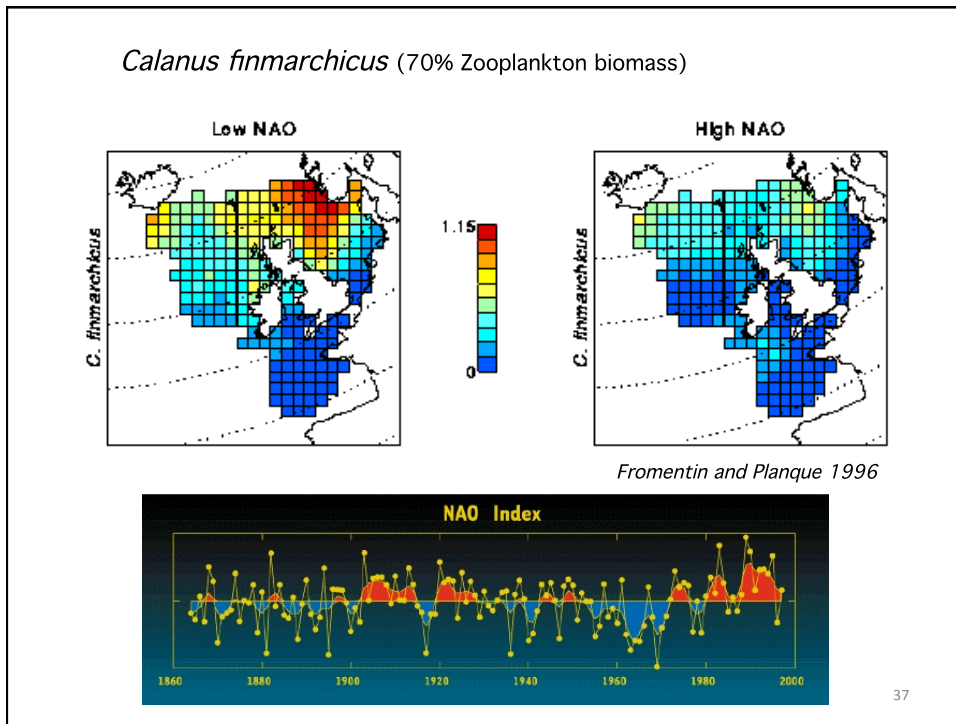 Calanus finmarchicus (70% Zooplankton biomass)
Low NAO
High NAO
C. finmarchicus
1.15
0
C. finmarchicus
Fromentin and Planque 1996
NAO Index
1860 1880 1900 1920 1940 1960 1980 2000
37